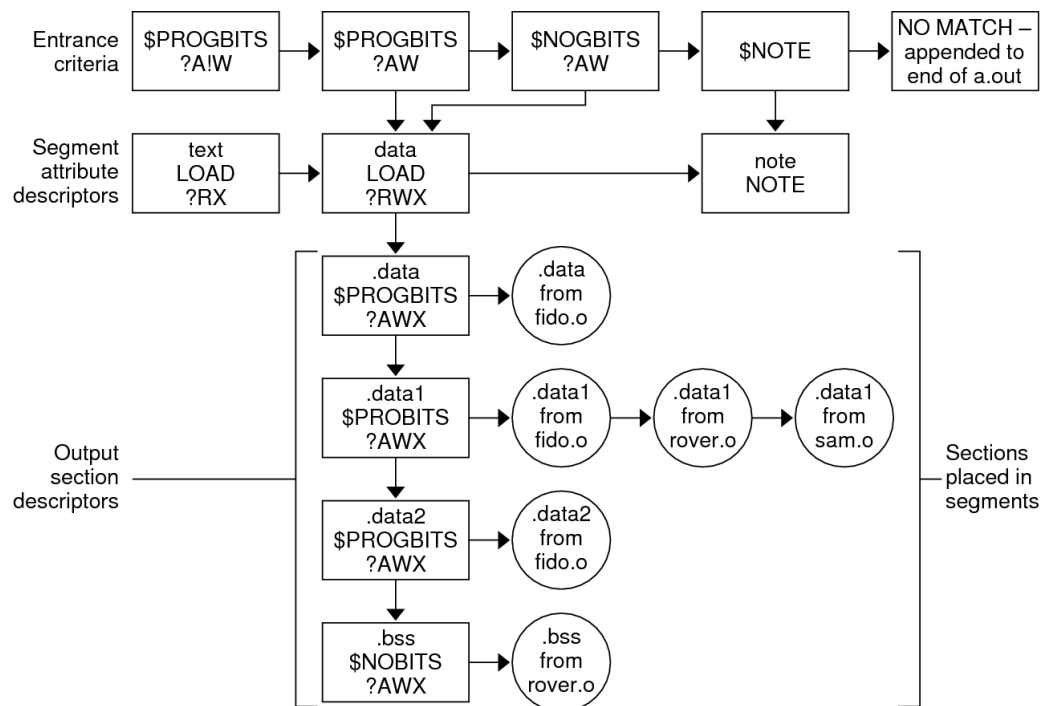 Entrance
criteria
$PROGBITS
?A!W
$PROGBITS
?AW
$NOGBITS
?AW
$NOTE
NO MATCH –
appended to
end of a.out
Segment
attribute
descriptors
text
LOAD
?RX
data
LOAD
?RWX
note
NOTE
.data
$PROGBITS
?AWX
.data
from
fido.o
.data1
$PROBITS
?AWX
.data1
from
fido.o
.data1
from
rover.o
.data1
from
sam.o
Output
section
descriptors
Sections
placed in
segments
.data2
$PROGBITS
?AWX
.data2
from
fido.o
.bss
$NOBITS
?AWX
.bss
from
rover.o